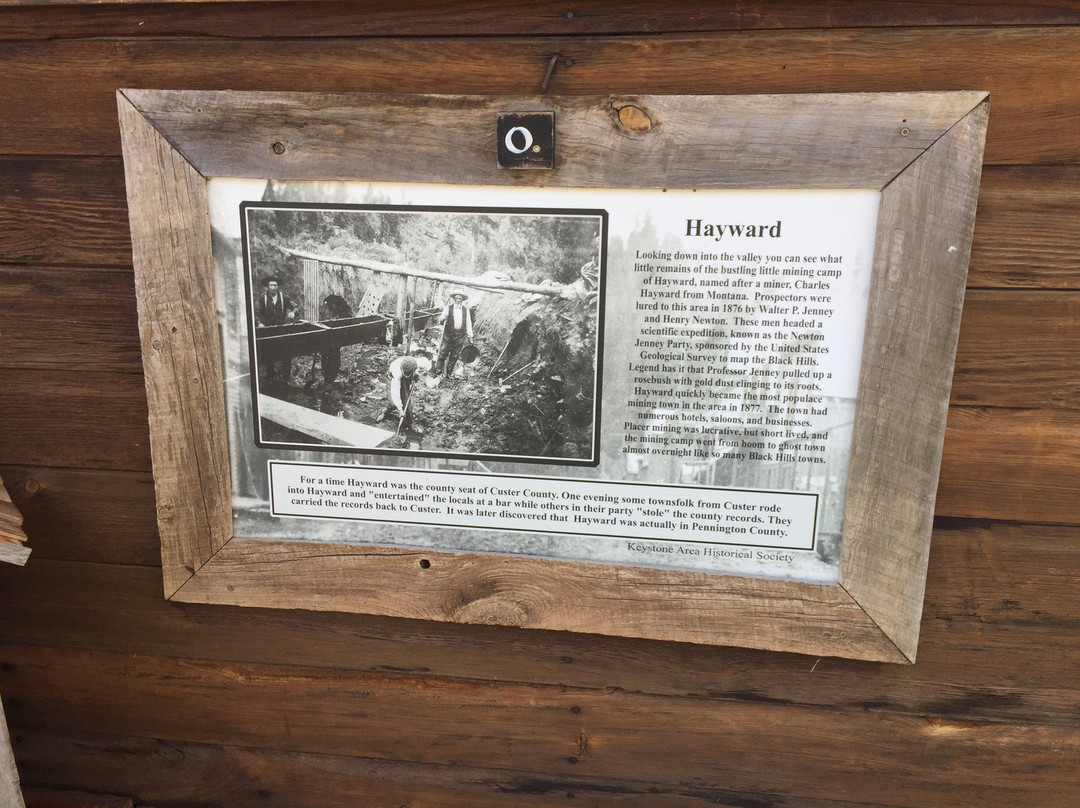 O.
Hayward
Looking down into the valley you can see what
little remains of the bustling little mining camp
of Hayward, named after a miner, Charles
Hayward from Montana. Prospectors were
lured to this area in 1876 by Walter P. Jenney
and Henry Newton. These men headed a
scientific expedition, known as the Newton
Jenney Party, sponsored by the United States
Geological Survey to map the Black Hills.
Legend has it that Professor Jenney pulled up a
rosebush with gold dust clinging to its roots.
Hayward quickly became the most populace
mining town in the area in 1877. The town had
numerous hotels, saloons, and businesses.
Placer mining was lucrative, but short lived, and
the mining camp went from boom to ghost town
almost overnight like so many Black Hills towns.
For a time Hayward was the county seat of Custer County. One evening some townsfolk from Custer rode
into Hayward and "entertained" the locals at a bar while others in their party "stole" the county records. They
carried the records back to Custer. It was later discovered that Hayward was actually in Pennington County.
Keystone Area Historical Society